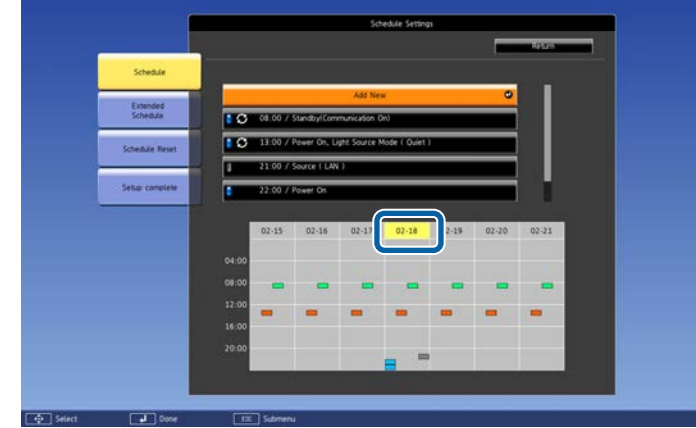 Schedule Settings
Return
Schedule
Extended
Schedule
Schedule Reset
Setup complete
Add New
08:00 / Standby(Communication On)
13:00 / Power On, Light Source Mode ( Quiet )
21:00 / Source ( LAN )
22:00 / Power On
02-15 02-16 02-17 02-18 02-19 02-20 02-21
04:00
08:00
12:00
16:00
20:00
Select Done ESC Submenu